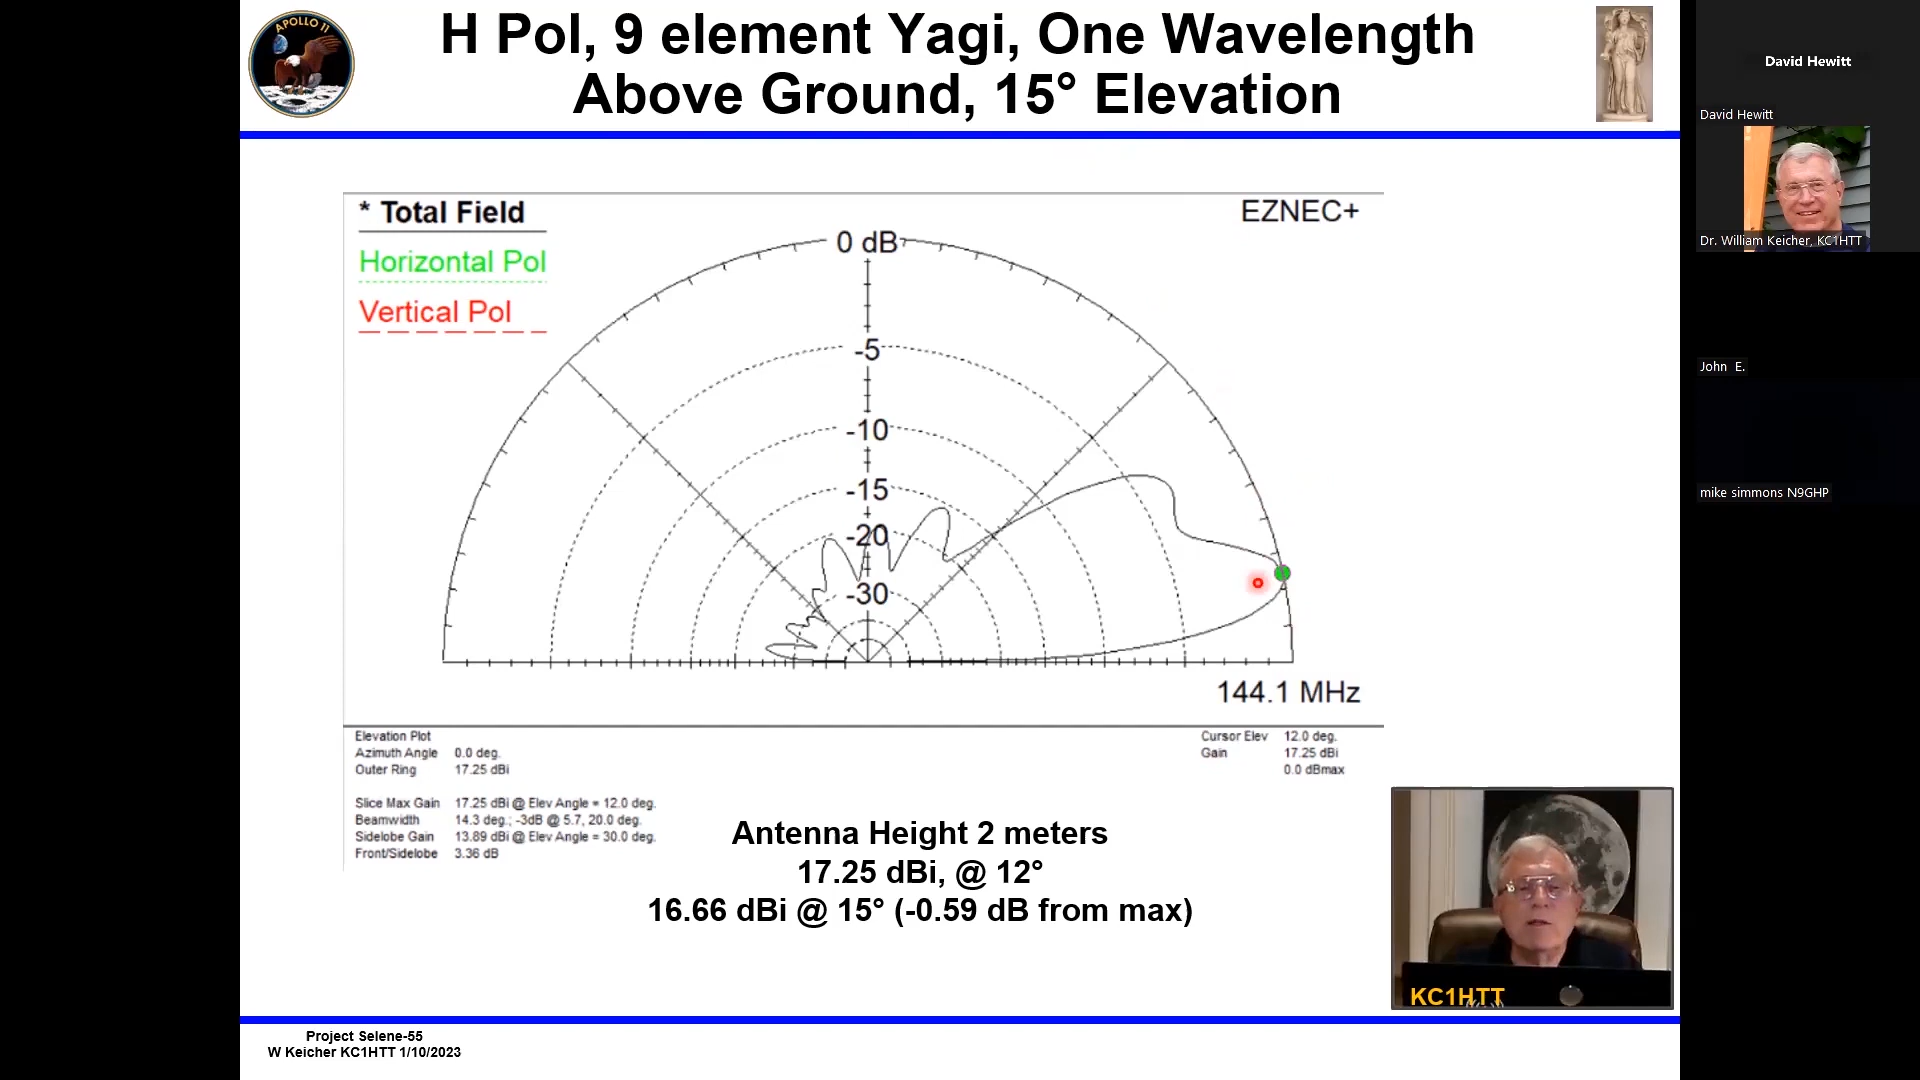 APOLLO 11
H Pol, 9 element Yagi, One Wavelength
Above Ground, 15° Elevation
* Total Field
Horizontal Pol
Vertical Pol
EZNEC+
0 dB
-5
-10
-15
-20
-30
144.1 MHz
Elevation Plot
Azimuth Angle 0.0 deg.
Outer Ring 17.25 dBi
Slice Max Gain 17.25 dBi @ Elev Angle = 12.0 deg.
Beamwidth 14.3 deg.; -3dB @ 5.7, 20.0 deg.
Sidelobe Gain 13.89 dBi @ Elev Angle = 30.0 deg.
Front/Sidelobe 3.36 dB
Cursor Elev 12.0 deg.
Gain 17.25 dBi
0.0 dBmax
Antenna Height 2 meters
17.25 dBi, @ 12°
16.66 dBi @ 15° (-0.59 dB from max)
KC1HTT
Project Selene-55
W Keicher KC1HTT 1/10/2023
David Hewitt
David Hewitt
Dr. William Keicher, KC1HTT
John E.
mike simmons N9GHP